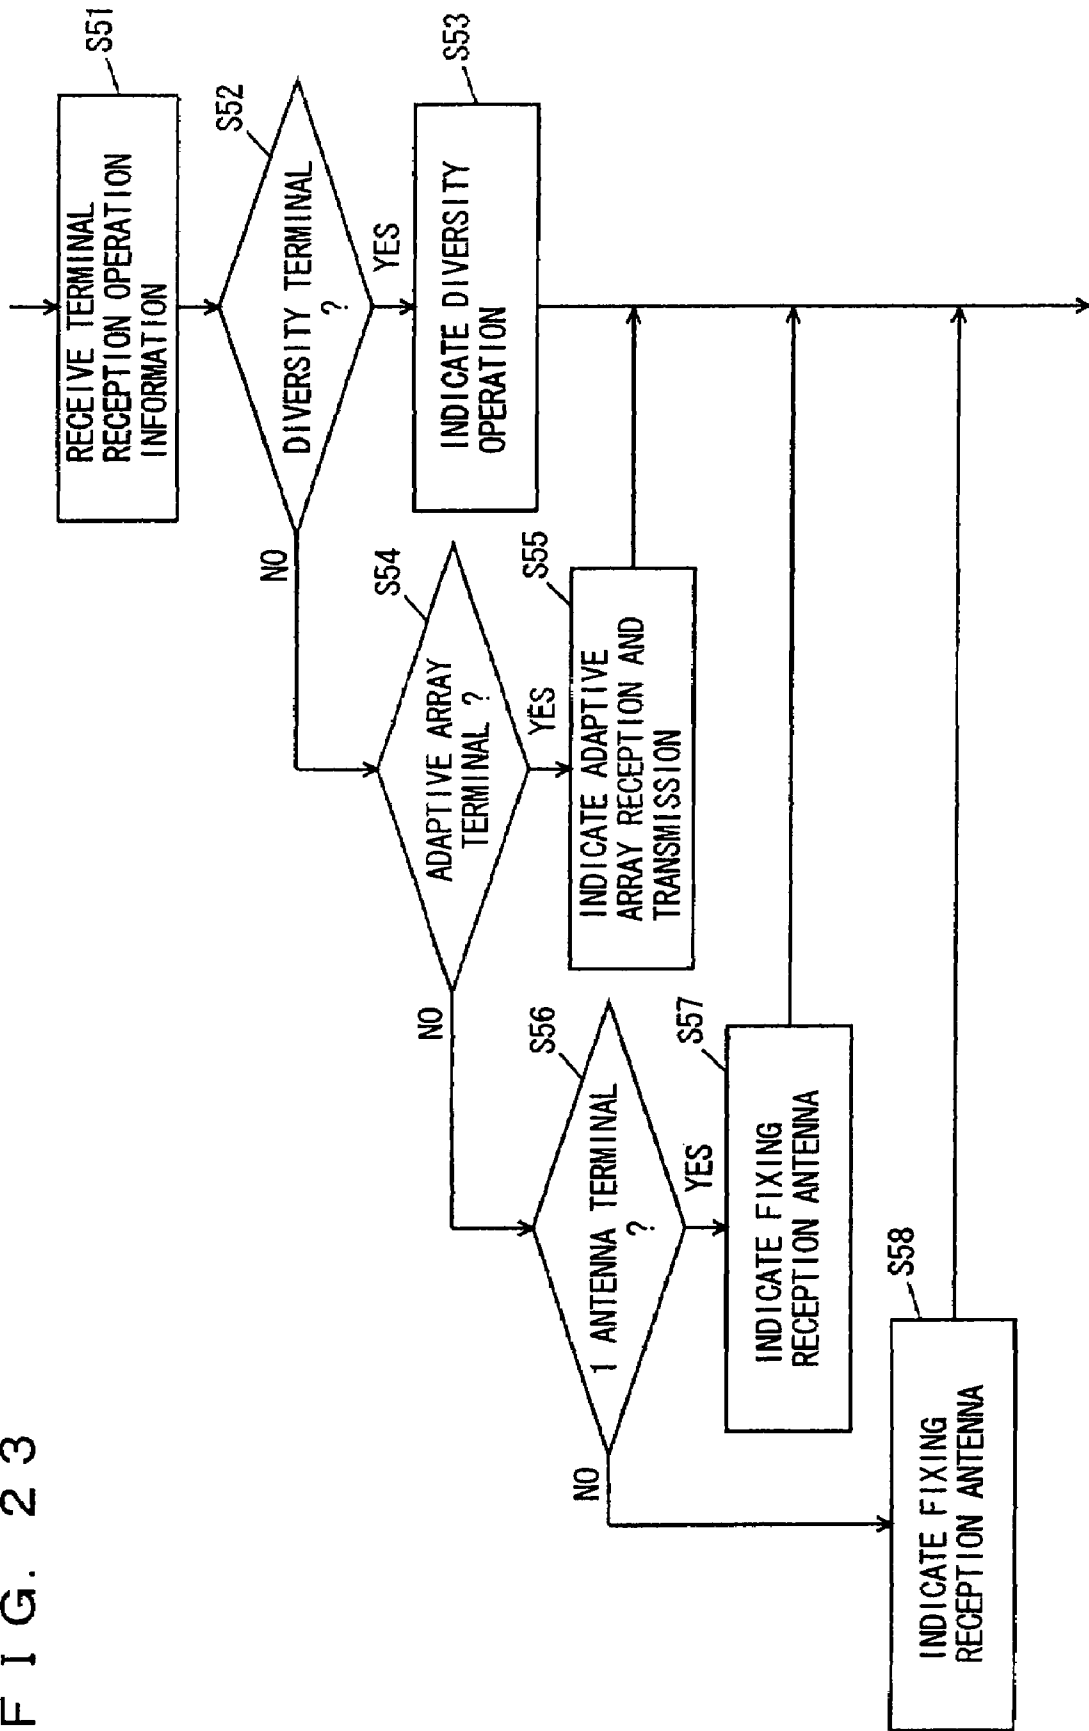 FIG. 23
S51
RECEIVE TERMINAL
RECEPTION OPERATION
INFORMATION
S52
DIVERSITY TERMINAL
?
YES
NO
S53
INDICATE DIVERSITY
OPERATION
S54
ADAPTIVE ARRAY
TERMINAL ?
YES
NO
S55
INDICATE ADAPTIVE
ARRAY RECEPTION AND
TRANSMISSION
S56
1 ANTENNA TERMINAL
?
YES
NO
S57
INDICATE FIXING
RECEPTION ANTENNA
S58
INDICATE FIXING
RECEPTION ANTENNA